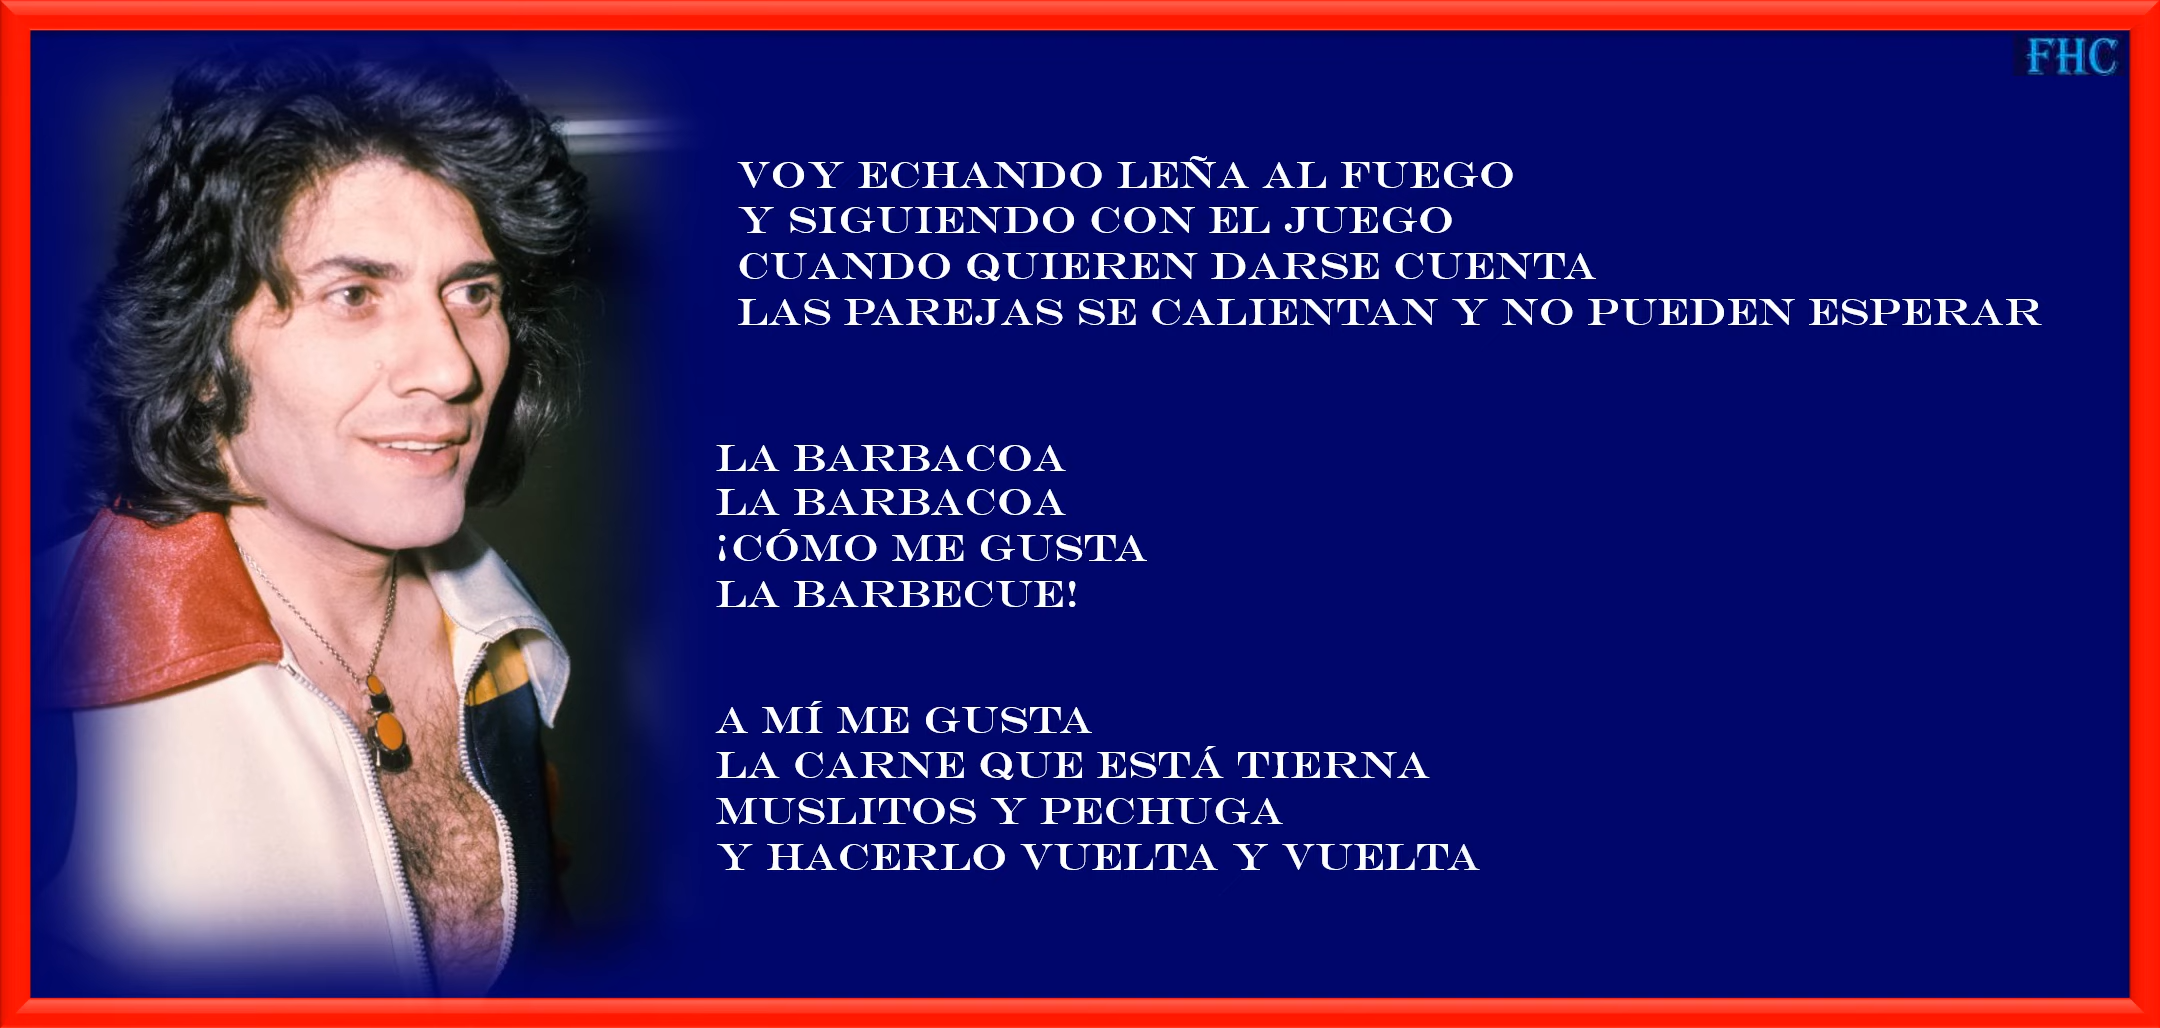 FHC
VOY ECHANDO LEÑA AL FUEGO
Y SIGUIENDO CON EL JUEGO
CUANDO QUIEREN DARSE CUENTA
LAS PAREJAS SE CALIENTAN Y NO PUEDEN ESPERAR
LA BARBACOA
LA BARBACOA
¡CÓMO ME GUSTA
LA BARBECUE!
A MÍ ME GUSTA
LA CARNE QUE ESTÁ TIERNA
MUSLITOS Y PECHUGA
Y HACERLO VUELTA Y VUELTA